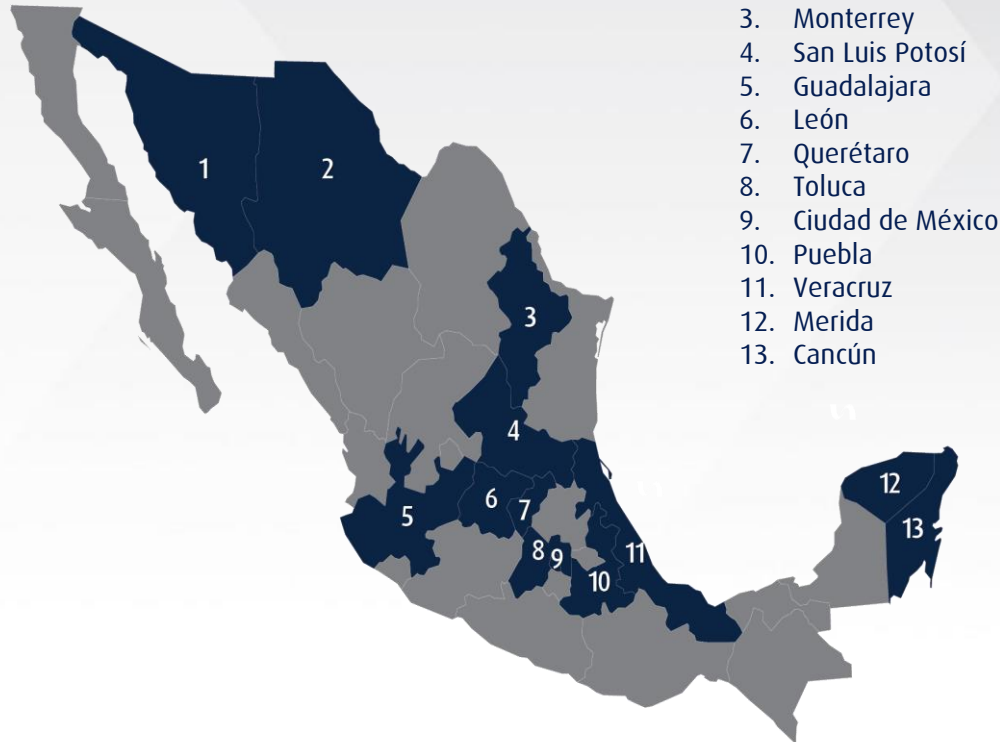 3. Monterrey
4. San Luis Potosí
5. Guadalajara
6. León
7. Querétaro
8. Toluca
9. Ciudad de México
10. Puebla
11. Veracruz
12. Merida
13. Cancún
1
2
3
4
5
6
7
8
9
10
11
12
13